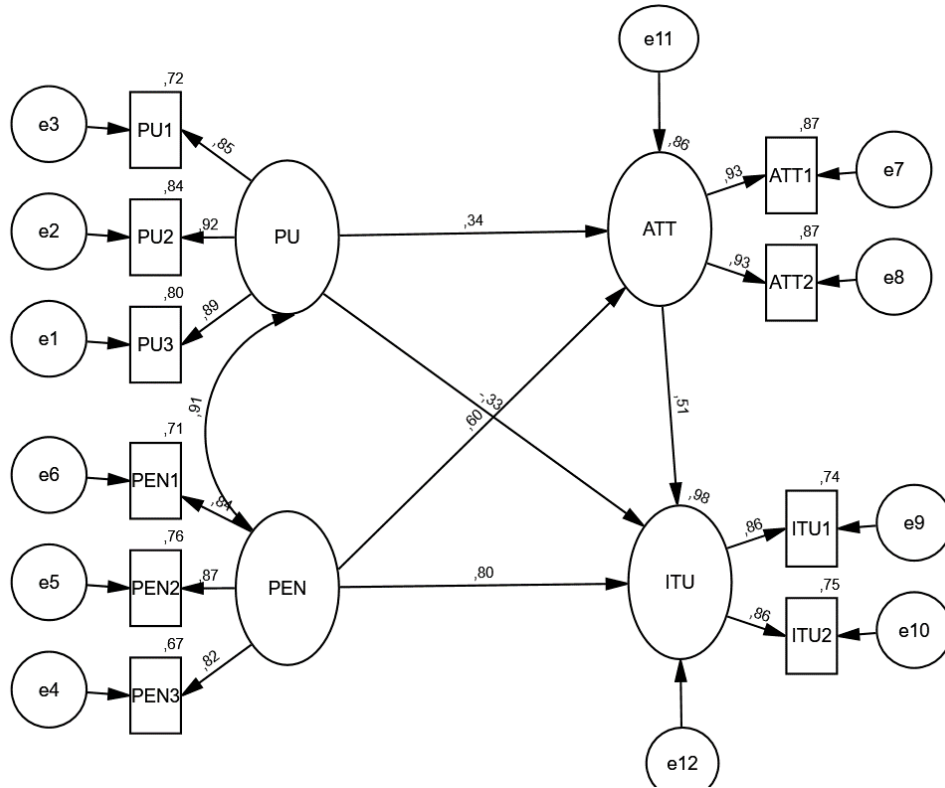 e11
,72
e3
PU1
,85
,86
,87
ATT1
e7
,93
,84
e2
PU2
,92
PU
,34
ATT
,87
,93
ATT2
e8
,80
e1
PU3
,89
,91
-,33
,60
,51
,71
e6
PEN1
,84
,98
,74
,86
ITU1
e9
,76
e5
PEN2
,87
PEN
,80
ITU
,75
,86
ITU2
e10
,67
e4
PEN3
,82
e12